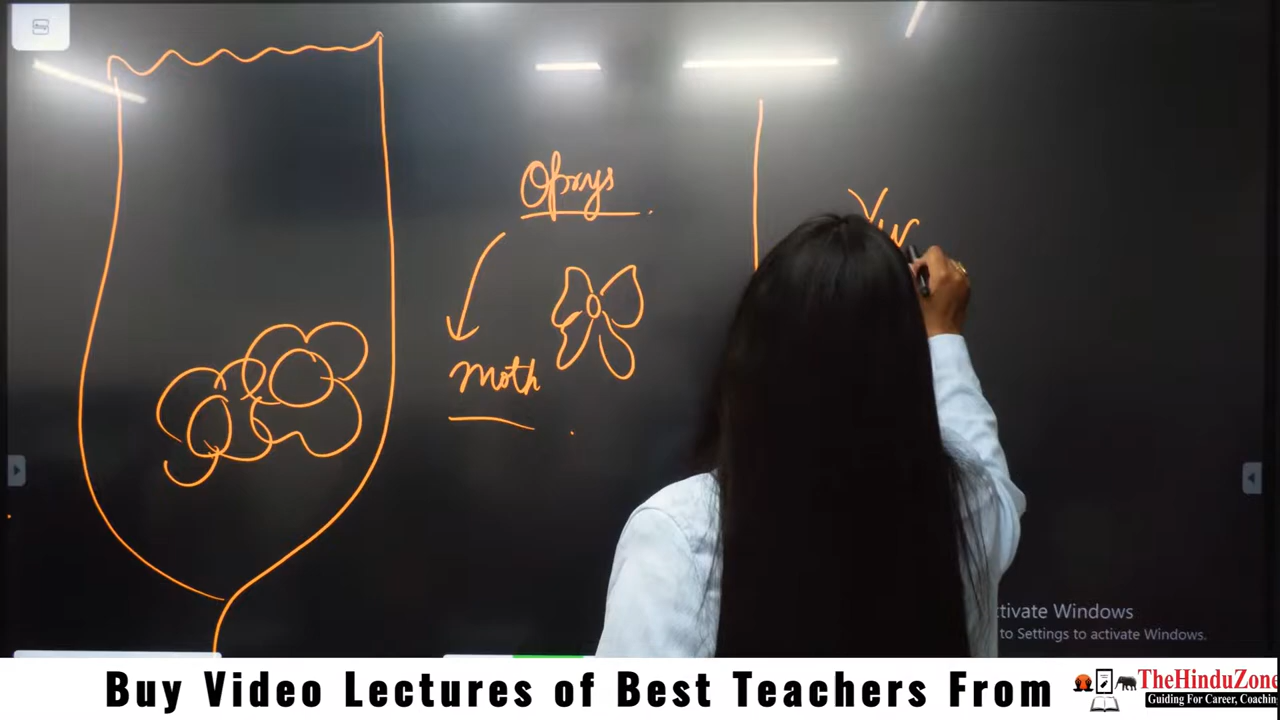 Ophrys
Moth
Yuc
ctivate Windows
to Settings to activate Windows.
Buy Video Lectures of Best Teachers From
TheHinduZone
Guiding For Career, Coachin